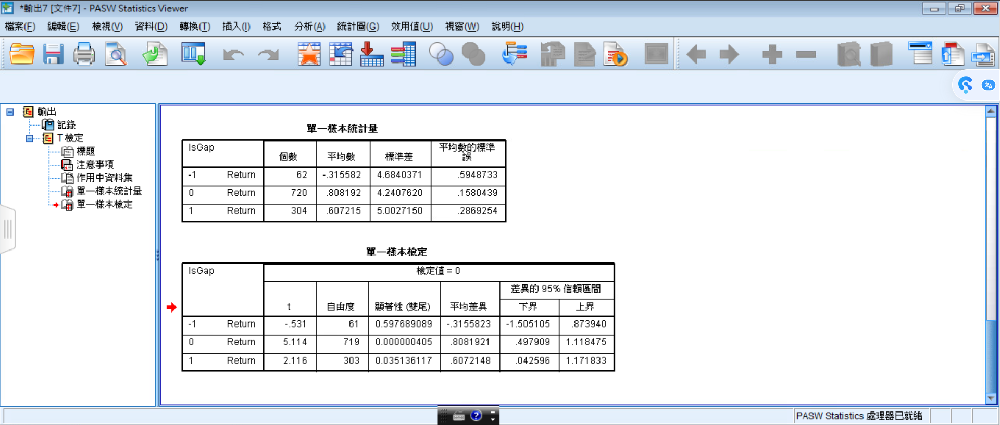 *輸出7 [文件7] - PASW Statistics Viewer
檔案(F) 編輯(E) 檢視(V) 資料(D) 轉換(T) 插入(I) 格式 分析(A) 統計圖(G) 效用值(U) 視窗(W) 說明(H)
輸出
記錄
T 檢定
標題
注意事項
作用中資料集
單一樣本統計量
單一樣本檢定
單一樣本統計量
IsGap 個數 平均數 標準差 平均數的標準誤
-1 Return 62 -.315582 4.6840371 .5948733
0 Return 720 .808192 4.2407620 .1580439
1 Return 304 .607215 5.0027150 .2869254
單一樣本檢定
IsGap 檢定值 = 0
差異的 95% 信賴區間
t 自由度 顯著性 (雙尾) 平均差異 下界 上界
-1 Return -.531 61 0.597689089 -.3155823 -1.505105 .873940
0 Return 5.114 719 0.000000405 .8081921 .497909 1.118475
1 Return 2.116 303 0.035136117 .6072148 .042596 1.171833
PASW Statistics 處理器已就緒